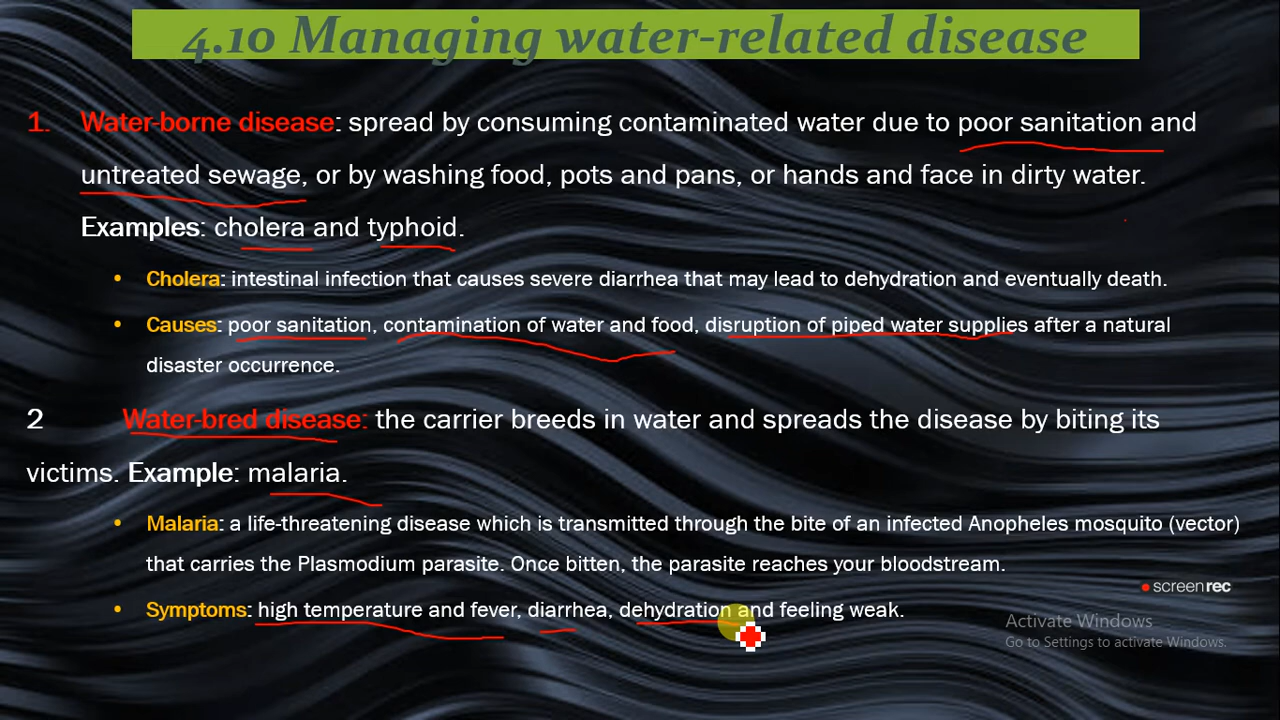 4.10 Managing water-related disease
1. Water-borne disease: spread by consuming contaminated water due to poor sanitation and
untreated sewage, or by washing food, pots and pans, or hands and face in dirty water.
Examples: cholera and typhoid.
• Cholera: intestinal infection that causes severe diarrhea that may lead to dehydration and eventually death.
• Causes: poor sanitation, contamination of water and food, disruption of piped water supplies after a natural
disaster occurrence.
2 Water-bred disease: the carrier breeds in water and spreads the disease by biting its
victims. Example: malaria.
• Malaria: a life-threatening disease which is transmitted through the bite of an infected Anopheles mosquito (vector)
that carries the Plasmodium parasite. Once bitten, the parasite reaches your bloodstream.
• Symptoms: high temperature and fever, diarrhea, dehydration and feeling weak.
screenrec
Activate Windows
Go to Settings to activate Windows.